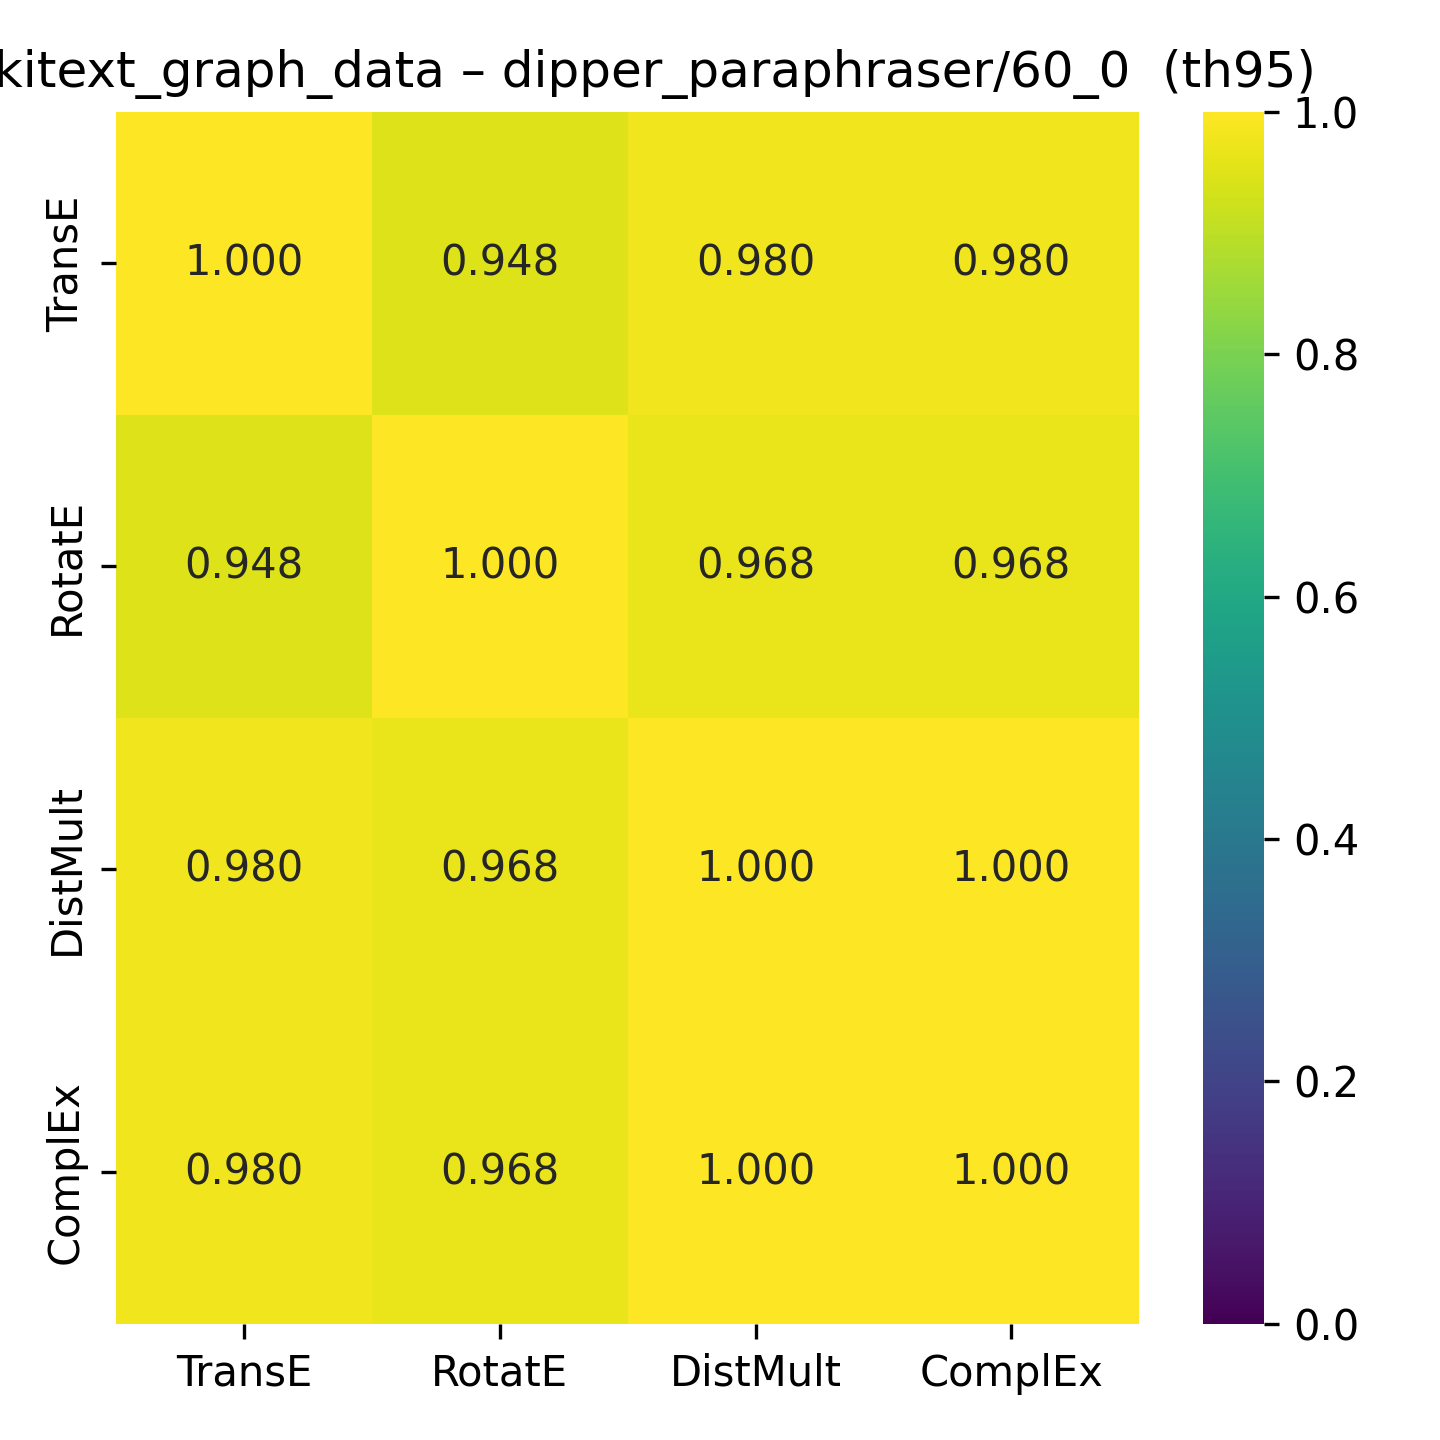 kitext_graph_data – dipper_paraphraser/60_0 (th95)
TransE 1.000 0.948 0.980 0.980
RotatE 0.948 1.000 0.968 0.968
DistMult 0.980 0.968 1.000 1.000
ComplEx 0.980 0.968 1.000 1.000
TransE RotatE DistMult ComplEx
1.0
0.8
0.6
0.4
0.2
0.0